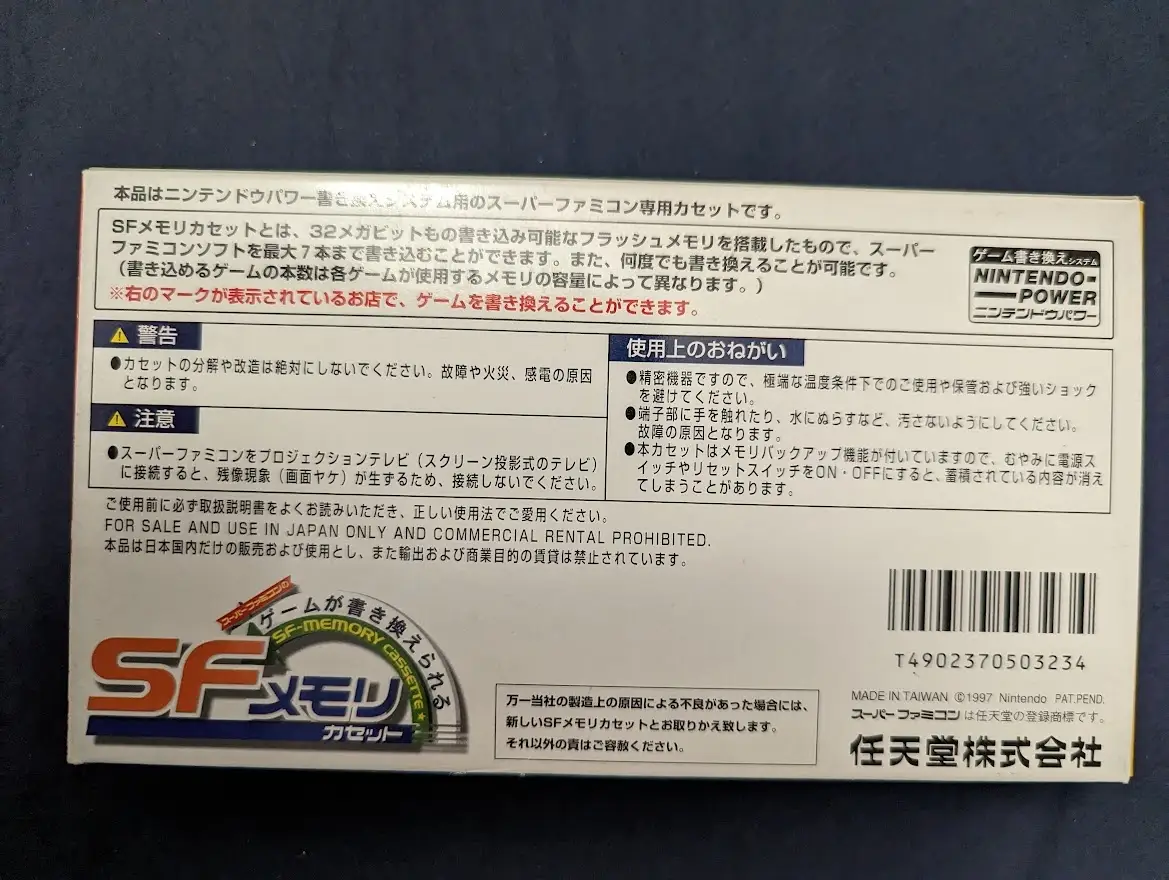 本品はニンテンドウパワー書き換えシステム用のスーパーファミコン専用カセットです。
SFメモリカセットとは、32メガビットもの書き込み可能なフラッシュメモリを搭載したもので、スーパー
ファミコンソフトを最大7本まで書き込むことができます。また、何度でも書き換えることが可能です。
(書き込めるゲームの本数は各ゲームが使用するメモリの容量によって異なります。)
※右のマークが表示されているお店で、ゲームを書き換えることができます。
ゲーム書き換えシステム
NINTENDO
POWER
ニンテンドウパワー
警告
●カセットの分解や改造は絶対にしないでください。故障や火災、感電の原因
となります。
注意
●スーパーファミコンをプロジェクションテレビ(スクリーン投影式のテレビ)
に接続すると、残像現象(画面ヤケ)が生ずるため、接続しないでください。
使用上のおねがい
●精密機器ですので、極端な温度条件下でのご使用や保管および強いショック
を避けてください。
●端子部に手を触れたり、水にぬらすなど、汚さないようにしてください。
故障の原因となります。
●本カセットはメモリバックアップ機能が付いていますので、むやみに電源ス
イッチやリセットスイッチをON・OFFにすると、蓄積されている内容が消え
てしまうことがあります。
ご使用前に必ず取扱説明書をよくお読みいただき、正しい使用法でご愛用ください。
FOR SALE AND USE IN JAPAN ONLY AND COMMERCIAL RENTAL PROHIBITED.
本品は日本国内だけの販売および使用とし、また輸出および商業目的の賃貸は禁止されています。
スーパーファミコンの
ゲームが書き換えられる
SF-MEMORY CASSETTE★
SFメモリ
カセット
万一当社の製造上の原因による不良があった場合には、
新しいSFメモリカセットとお取りかえ致します。
それ以外の責はご容赦ください。
T4902370503234
MADE IN TAIWAN ©1997 Nintendo PAT.PEND.
スーパーファミコンは任天堂の登録商標です。
任天堂株式会社